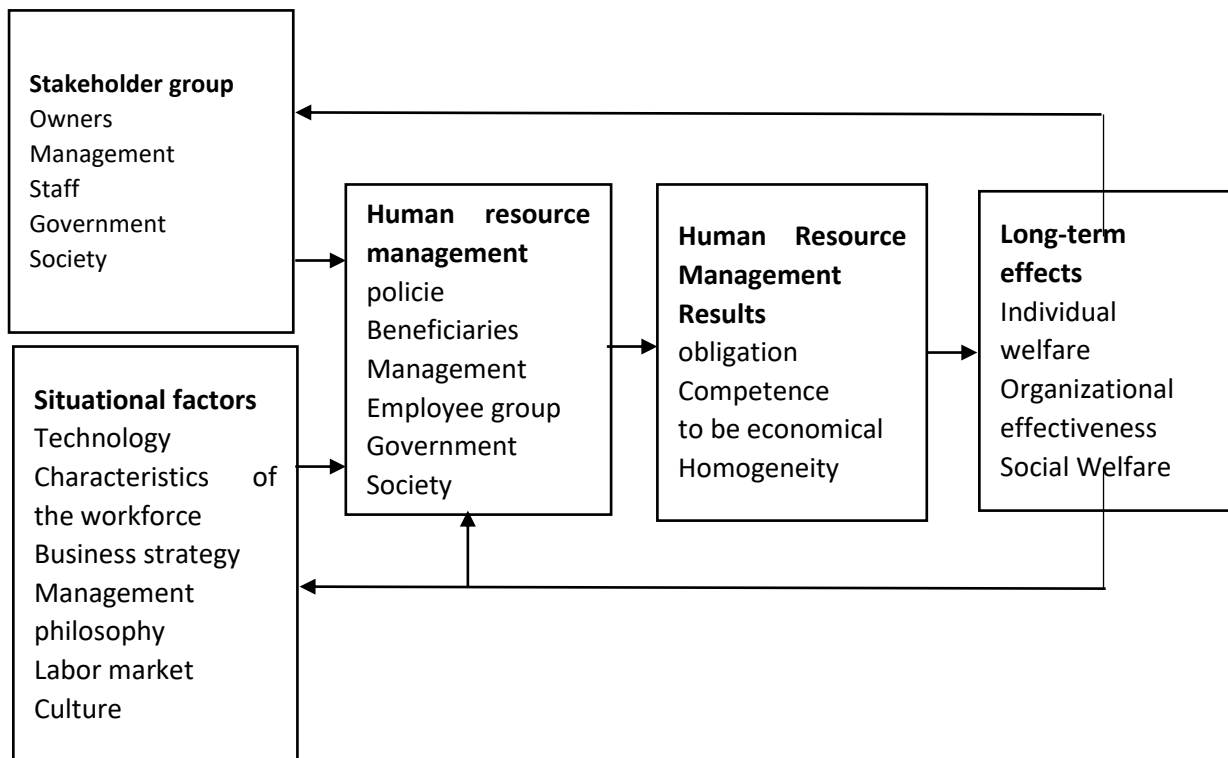 Stakeholder group
Owners
Management
Staff
Government
Society
Situational factors
Technology
Characteristics of
the workforce
Business strategy
Management
philosophy
Labor market
Culture
Human resource
management
policie
Beneficiaries
Management
Employee group
Government
Society
Human Resource
Management
Results
obligation
Competence
to be economical
Homogeneity
Long-term
effects
Individual
welfare
Organizational
effectiveness
Social Welfare